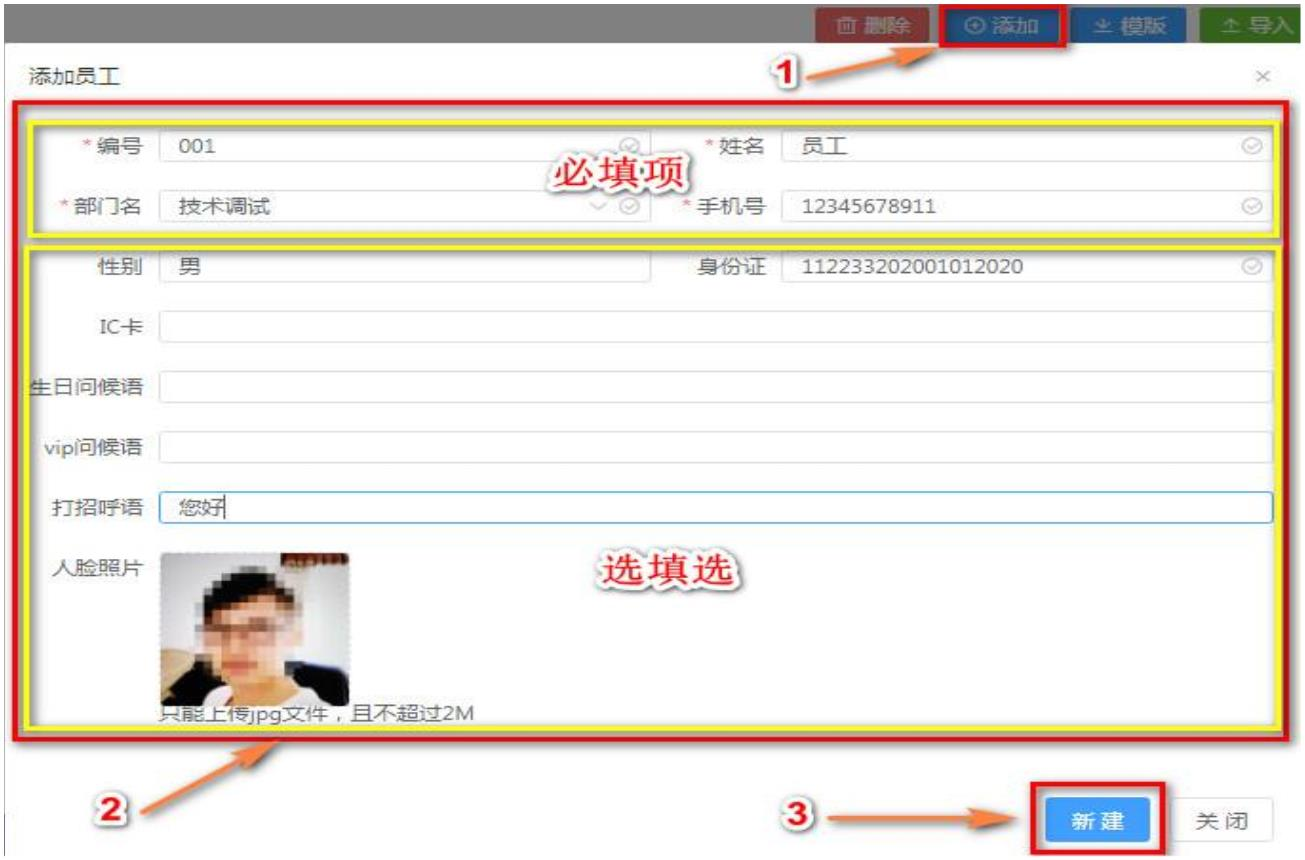 删除 添加 模版 导入
1
添加员工
*编号 001 *姓名 员工
必填项
*部门名 技术调试 *手机号 12345678911
性别 男 身份证 112233202001012020
IC卡
生日问候语
vip问候语
打招呼语 您好
人脸照片
选填选
只能上传jpg文件，且不超过2M
2
3
新建 关闭